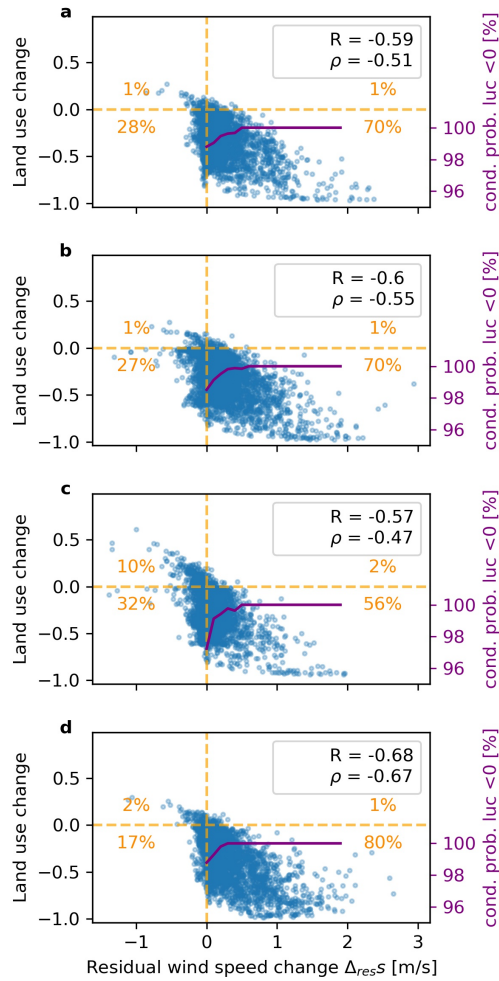 a
Land use change
0.5
0.0
−0.5
−1.0
R = -0.59
ρ = -0.51
1%
1%
28%
70%
100
98
96
cond. prob. luc <0 [%]
b
Land use change
0.5
0.0
−0.5
−1.0
R = -0.6
ρ = -0.55
1%
1%
27%
70%
100
98
96
cond. prob. luc <0 [%]
c
Land use change
0.5
0.0
−0.5
−1.0
R = -0.57
ρ = -0.47
10%
2%
32%
56%
100
98
96
cond. prob. luc <0 [%]
d
Land use change
0.5
0.0
−0.5
−1.0
R = -0.68
ρ = -0.67
2%
1%
17%
80%
100
98
96
cond. prob. luc <0 [%]
−1 0 1 2 3
Residual wind speed change Δress [m/s]